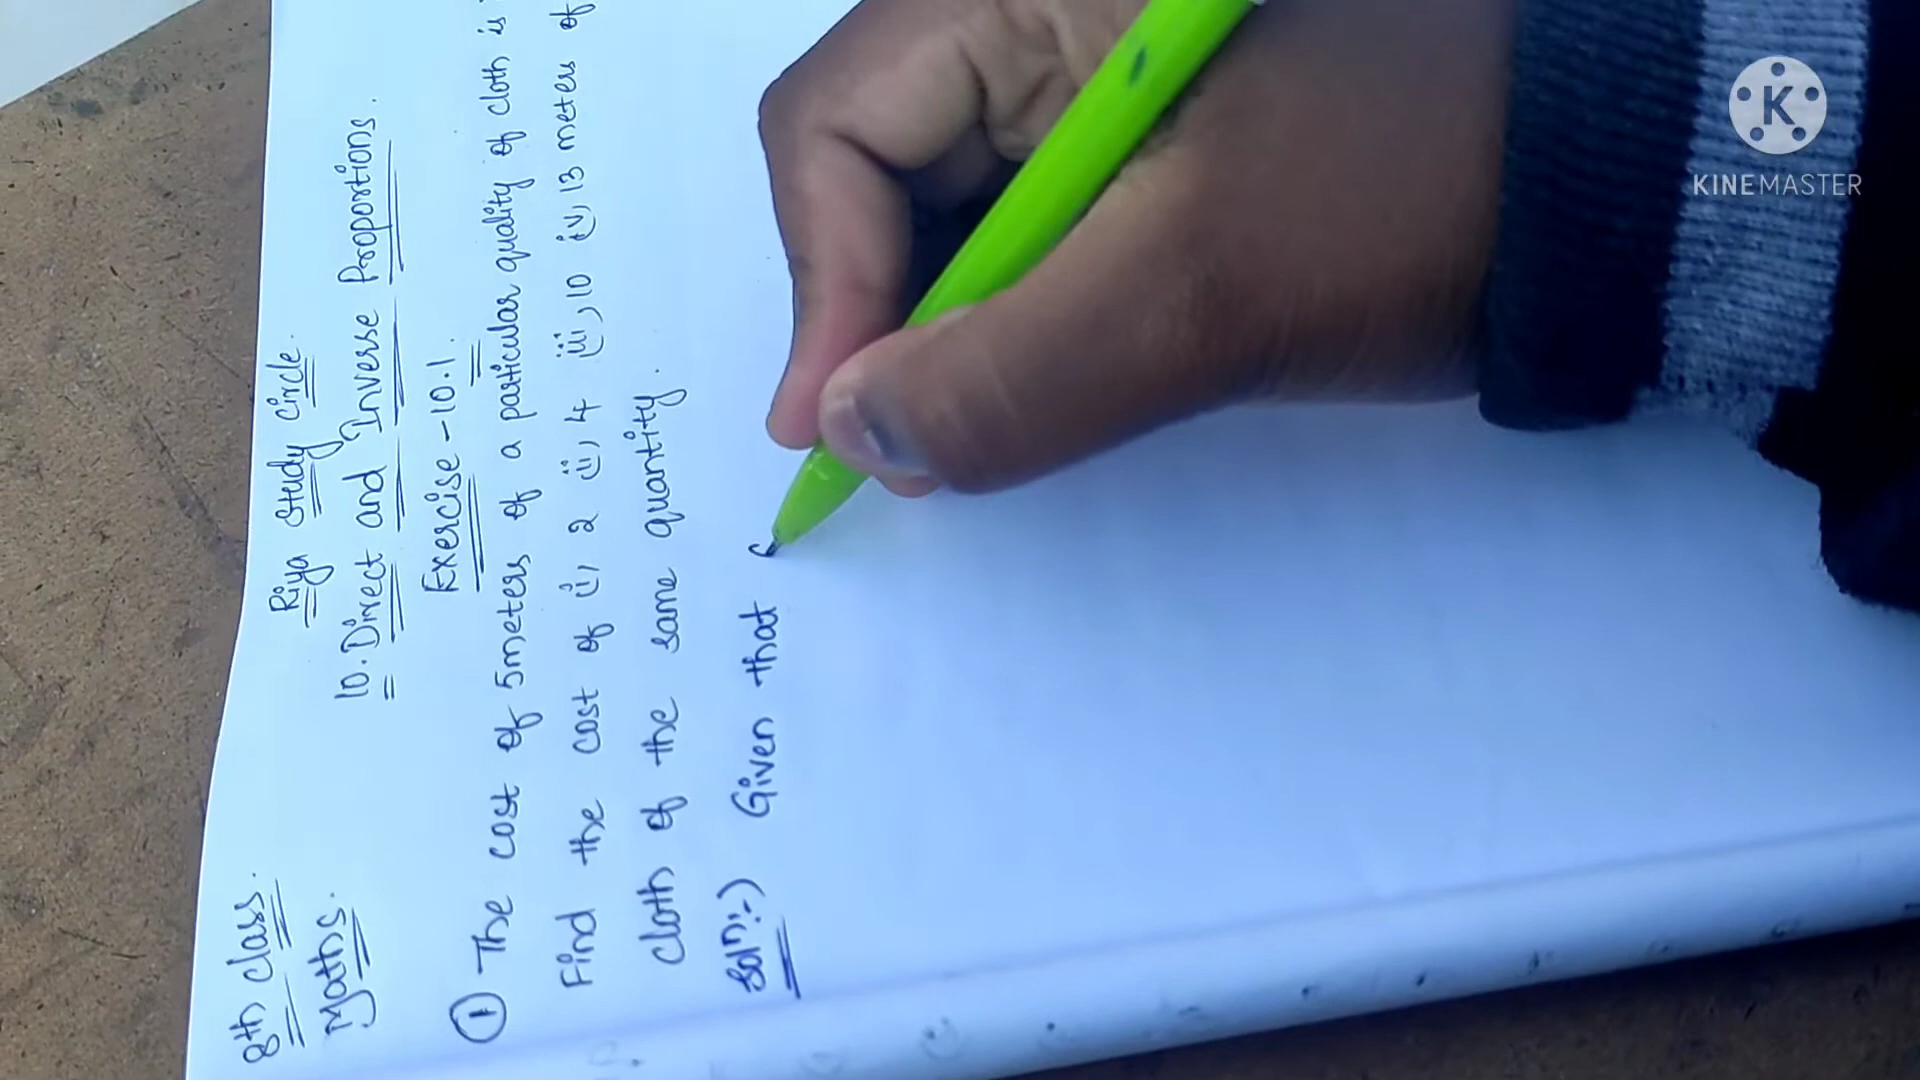 8th class.
Maths.
Riya study circle.
10. Direct and Inverse Proportions.
Exercise - 10.1.
① The cost of 5meters of a particular quality of cloth is
Find the cost of (i), 2 (ii), 4 (iii), 10 (iv), 13 meters of
cloth of the same quantity.
Soln:-) Given that
K
KINEMASTER